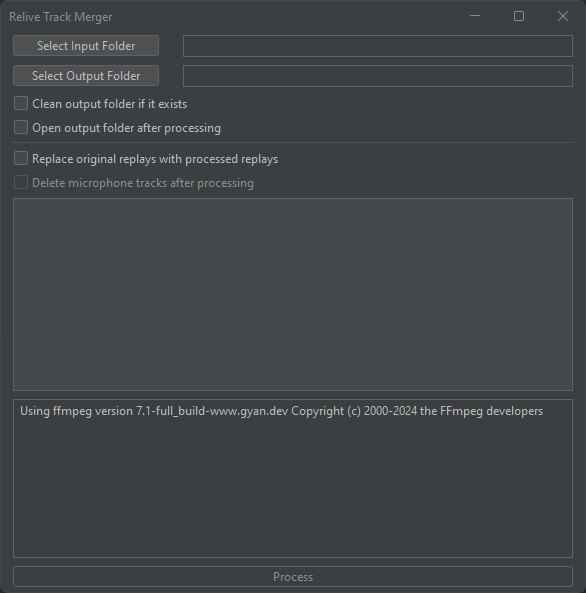 Relive Track Merger
Select Input Folder
Select Output Folder
Clean output folder if it exists
Open output folder after processing
Replace original replays with processed replays
Delete microphone tracks after processing
Using ffmpeg version 7.1-full_build-www.gyan.dev Copyright (c) 2000-2024 the FFmpeg developers
Process